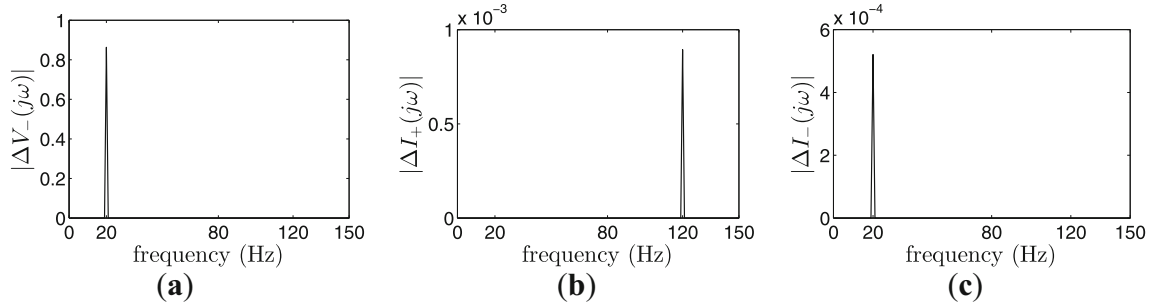 |ΔV₋(jω)|
1
0.8
0.6
0.4
0.2
0
0 20 80 120 150
frequency (Hz)
(a)
x 10⁻³
|ΔI₊(jω)|
1
0.5
0
0 20 80 120 150
frequency (Hz)
(b)
x 10⁻⁴
|ΔI₋(jω)|
6
4
2
0
0 20 80 120 150
frequency (Hz)
(c)